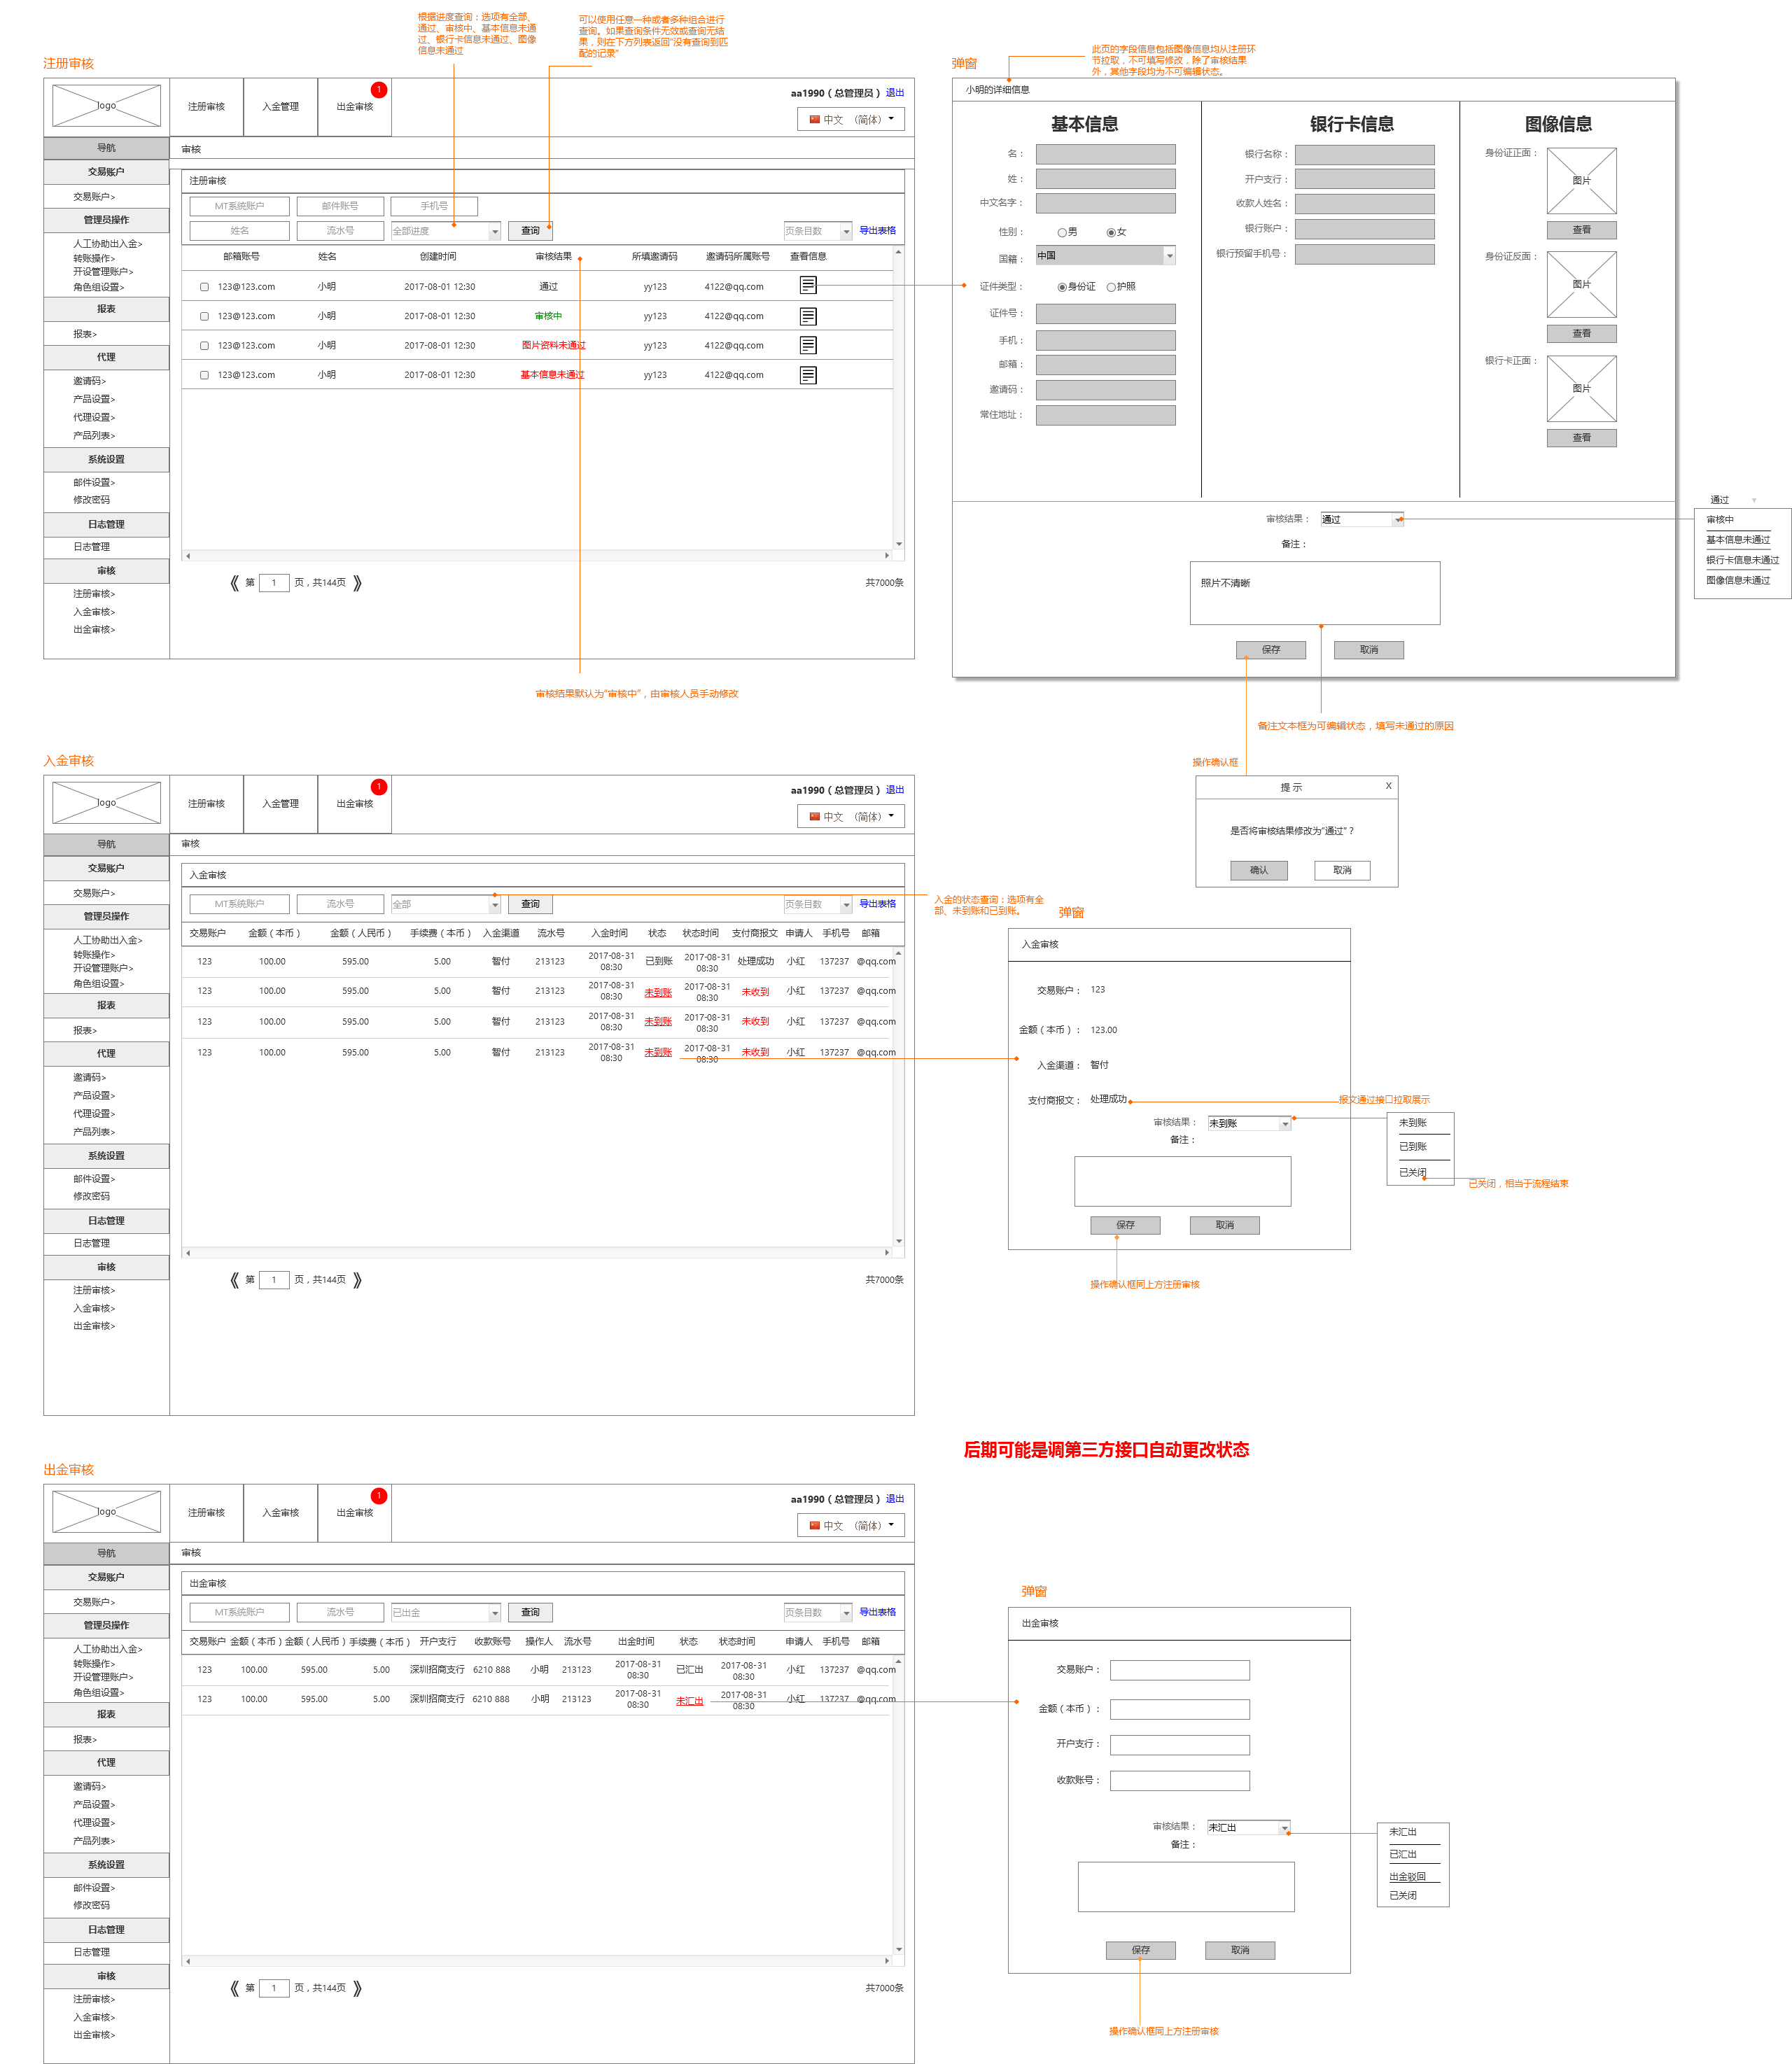 根据进度查询：选项有全部、
通过、审核中、基本信息未通
过、银行卡信息未通过、图像
信息未通过
可以使用任意一种或者多种组合进行
查询。如果查询条件无效或查询无结
果，则在下方列表返回“没有查询到匹
配的记录”
注册审核
logo
注册审核
入金管理
出金审核
1
aa1990（总管理员） 退出
中文 （简体）
导航
交易账户
交易账户>
管理员操作
人工协助出入金>
转账操作>
开设管理账户>
角色组设置>
报表
报表>
代理
邀请码>
产品设置>
代理设置>
产品列表>
系统设置
邮件设置>
修改密码
日志管理
日志管理
审核
注册审核>
入金审核>
出金审核>
审核
注册审核
MT系统账户 邮件账号 手机号
姓名 流水号 全部进度 查询 页条目数 导出表格
邮箱账号 姓名 创建时间 审核结果 所填邀请码 邀请码所属账号 查看信息
123@123.com 小明 2017-08-01 12:30 通过 yy123 4122@qq.com
123@123.com 小明 2017-08-01 12:30 审核中 yy123 4122@qq.com
123@123.com 小明 2017-08-01 12:30 图片资料未通过 yy123 4122@qq.com
123@123.com 小明 2017-08-01 12:30 基本信息未通过 yy123 4122@qq.com
《 第 1 页，共144页 》 共7000条
审核结果默认为“审核中”，由审核人员手动修改
弹窗
此页的字段信息包括图像信息均从注册环
节拉取，不可填写修改，除了审核结果
外，其他字段均为不可编辑状态。
小明的详细信息
基本信息
名：
姓：
中文名字：
性别： 男 女
国籍： 中国
证件类型： 身份证 护照
证件号：
手机：
邮箱：
邀请码：
常住地址：
银行卡信息
银行名称：
开户支行：
收款人姓名：
银行账户：
银行预留手机号：
图像信息
身份证正面：
图片
查看
身份证反面：
图片
查看
银行卡正面：
图片
查看
审核结果： 通过
备注：
照片不清晰
保存 取消
通过
审核中
基本信息未通过
银行卡信息未通过
图像信息未通过
备注文本框为可编辑状态，填写未通过的原因
操作确认框
提 示 X
是否将审核结果修改为“通过”？
确认 取消
入金审核
logo
注册审核
入金管理
出金审核
1
aa1990（总管理员） 退出
中文 （简体）
导航
交易账户
交易账户>
管理员操作
人工协助出入金>
转账操作>
开设管理账户>
角色组设置>
报表
报表>
代理
邀请码>
产品设置>
代理设置>
产品列表>
系统设置
邮件设置>
修改密码
日志管理
日志管理
审核
注册审核>
入金审核>
出金审核>
审核
入金审核
MT系统账户 流水号 全部 查询 页条目数 导出表格
交易账户 金额（本币） 金额（人民币） 手续费（本币） 入金渠道 流水号 入金时间 状态 状态时间 支付商报文 申请人 手机号 邮箱
123 100.00 595.00 5.00 智付 213123 2017-08-31 08:30 已到账 2017-08-31 08:30 处理成功 小红 137237 @qq.com
123 100.00 595.00 5.00 智付 213123 2017-08-31 08:30 未到账 2017-08-31 08:30 未收到 小红 137237 @qq.com
123 100.00 595.00 5.00 智付 213123 2017-08-31 08:30 未到账 2017-08-31 08:30 未收到 小红 137237 @qq.com
123 100.00 595.00 5.00 智付 213123 2017-08-31 08:30 未到账 2017-08-31 08:30 未收到 小红 137237 @qq.com
《 第 1 页，共144页 》 共7000条
入金的状态查询：选项有全
部、未到账和已到账。
弹窗
入金审核
交易账户： 123
金额（本币）： 123.00
入金渠道： 智付
支付商报文： 处理成功
报文通过接口拉取展示
审核结果： 未到账
备注：
保存 取消
未到账
已到账
已关闭
已关闭，相当于流程结束
操作确认框同上方注册审核
后期可能是调第三方接口自动更改状态
出金审核
logo
注册审核
入金审核
出金审核
1
aa1990（总管理员） 退出
中文 （简体）
导航
交易账户
交易账户>
管理员操作
人工协助出入金>
转账操作>
开设管理账户>
角色组设置>
报表
报表>
代理
邀请码>
产品设置>
代理设置>
产品列表>
系统设置
邮件设置>
修改密码
日志管理
日志管理
审核
注册审核>
入金审核>
出金审核>
审核
出金审核
MT系统账户 流水号 已出金 查询 页条目数 导出表格
交易账户 金额（本币） 金额（人民币） 手续费（本币） 开户支行 收款账号 操作人 流水号 出金时间 状态 状态时间 申请人 手机号 邮箱
123 100.00 595.00 5.00 深圳招商支行 6210 888 小明 213123 2017-08-31 08:30 已汇出 2017-08-31 08:30 小红 137237 @qq.com
123 100.00 595.00 5.00 深圳招商支行 6210 888 小明 213123 2017-08-31 08:30 未汇出 2017-08-31 08:30 小红 137237 @qq.com
《 第 1 页，共144页 》 共7000条
弹窗
出金审核
交易账户：
金额（本币）：
开户支行：
收款账号：
审核结果： 未汇出
备注：
保存 取消
未汇出
已汇出
出金驳回
已关闭
操作确认框同上方注册审核